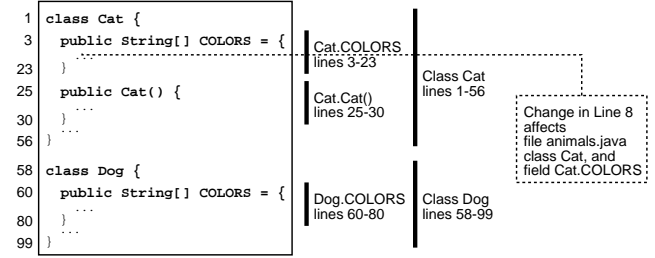 1 class Cat {
3 public String[] COLORS = {
...
23 }
25 public Cat() {
...
30 }
...
56 }
58 class Dog {
60 public String[] COLORS = {
...
80 }
...
99 }
Cat.COLORS
lines 3-23
Cat.Cat()
lines 25-30
Class Cat
lines 1-56
Dog.COLORS
lines 60-80
Class Dog
lines 58-99
Change in Line 8
affects
file animals.java
class Cat, and
field Cat.COLORS